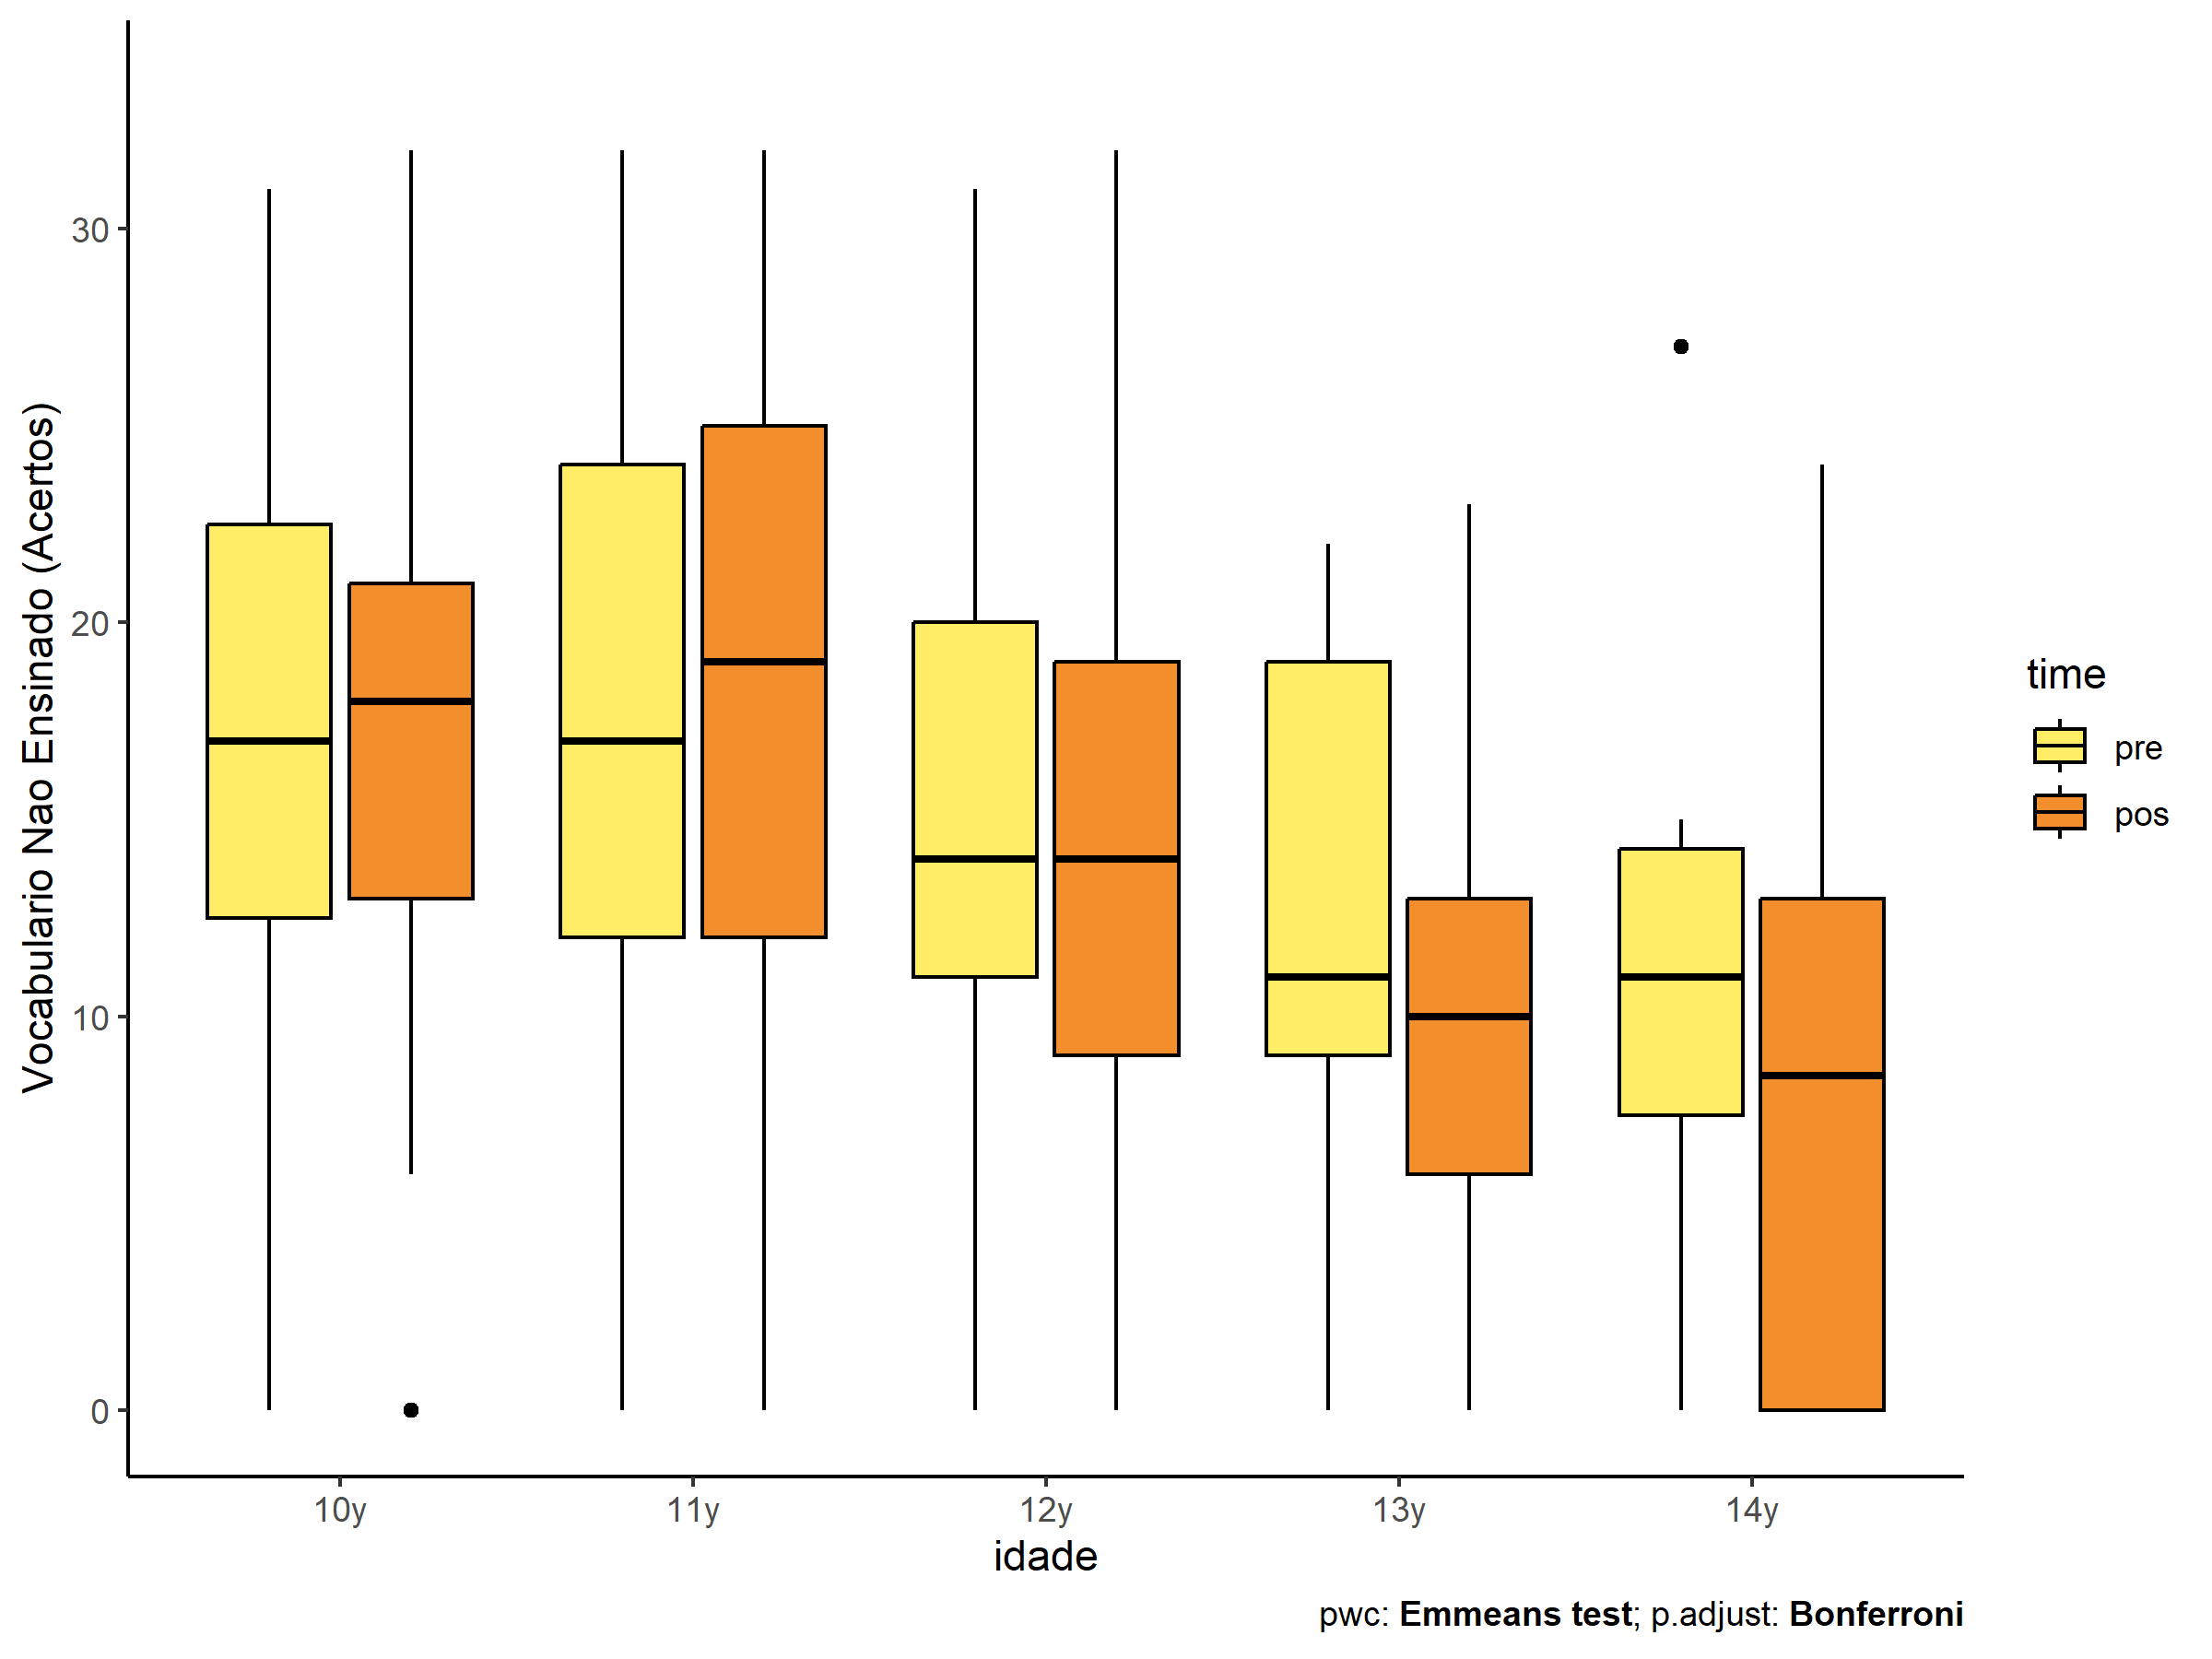 Vocabulario Nao Ensinado (Acertos)
30
20
10
0
10y
11y
12y
13y
14y
idade
time
pre
pos
pwc: Emmeans test; p.adjust: Bonferroni